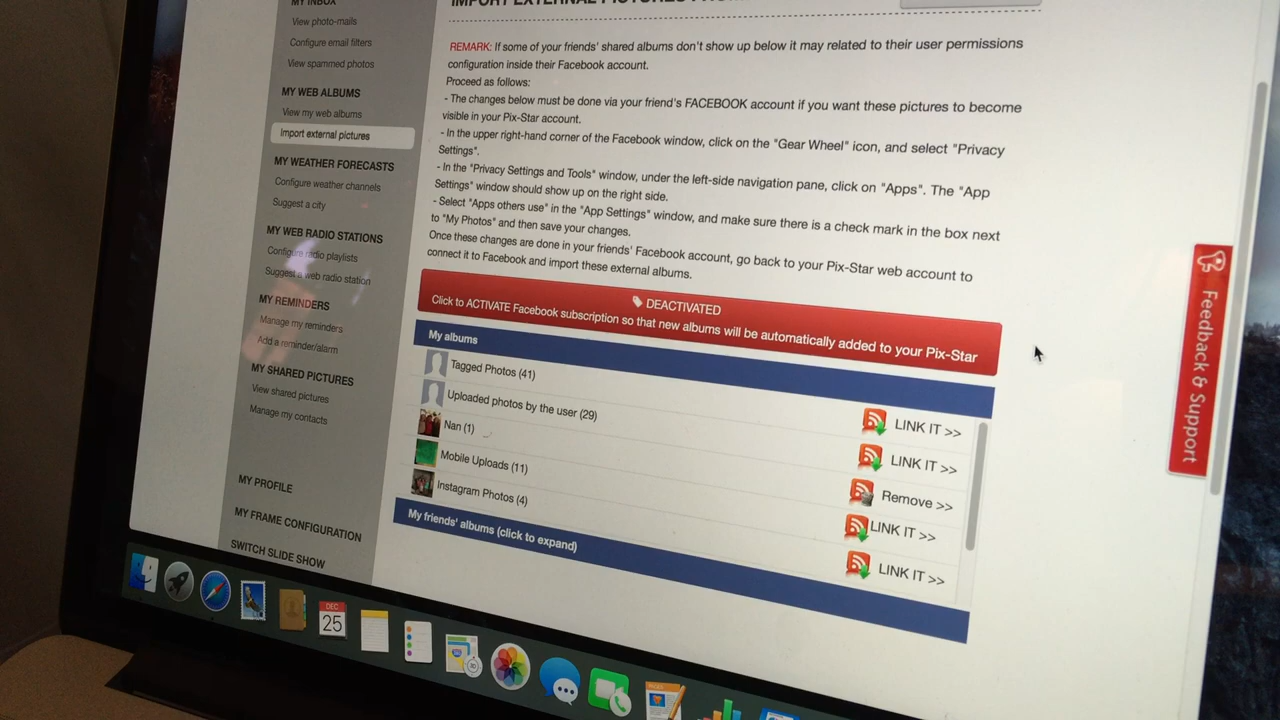 MY INBOX
View photo-mails
Configure email filters
View spammed photos
MY WEB ALBUMS
View my web albums
Import external pictures
MY WEATHER FORECASTS
Configure weather channels
Suggest a city
MY WEB RADIO STATIONS
Configure radio playlists
Suggest a web radio station
MY REMINDERS
Manage my reminders
Add a reminder/alarm
MY SHARED PICTURES
View shared pictures
Manage my contacts
MY PROFILE
MY FRAME CONFIGURATION
SWITCH SLIDE SHOW
IMPORT EXTERNAL PICTURES
REMARK: If some of your friends' shared albums don't show up below it may related to their user permissions
configuration inside their Facebook account.
Proceed as follows:
- The changes below must be done via your friend's FACEBOOK account if you want these pictures to become
visible in your Pix-Star account.
- In the upper right-hand corner of the Facebook window, click on the "Gear Wheel" icon, and select "Privacy
Settings".
- In the "Privacy Settings and Tools" window, under the left-side navigation pane, click on "Apps". The "App
Settings" window should show up on the right side.
- Select "Apps others use" in the "App Settings" window, and make sure there is a check mark in the box next
to "My Photos" and then save your changes.
Once these changes are done in your friends' Facebook account, go back to your Pix-Star web account to
connect it to Facebook and import these external albums.
DEACTIVATED
Click to ACTIVATE Facebook subscription so that new albums will be automatically added to your Pix-Star
My albums
Tagged Photos (41)
LINK IT >>
Uploaded photos by the user (29)
LINK IT >>
Nan (1)
Remove >>
Mobile Uploads (11)
LINK IT >>
Instagram Photos (4)
LINK IT >>
My friends' albums (click to expand)
Feedback & Support
DEC
25
PAGES